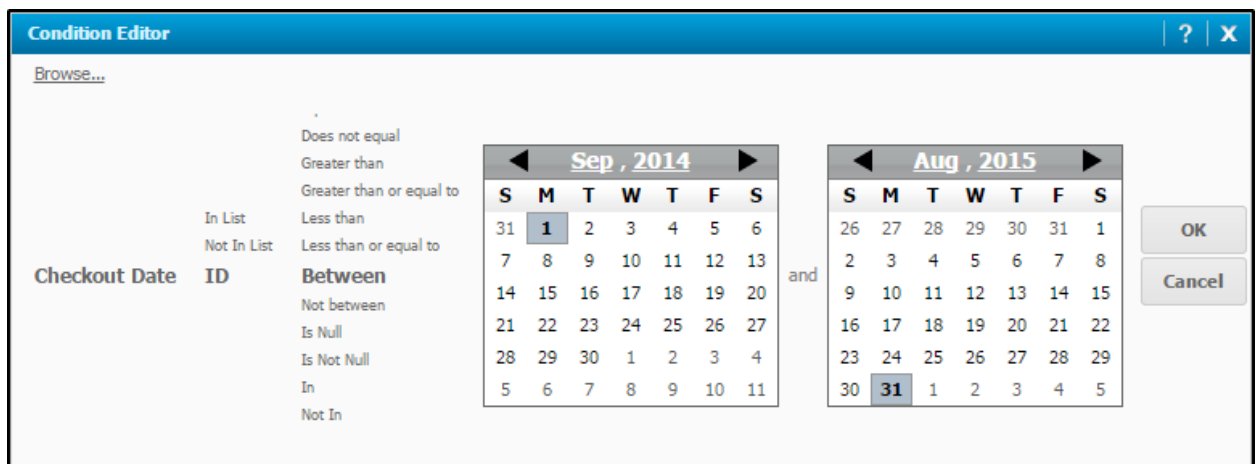 Condition Editor ? X
Browse...
Does not equal
Greater than
Greater than or equal to
In List Less than
Not In List Less than or equal to
Checkout Date ID Between
Not between
Is Null
Is Not Null
In
Not In
Sep , 2014
S M T W T F S
31 1 2 3 4 5 6
7 8 9 10 11 12 13
14 15 16 17 18 19 20
21 22 23 24 25 26 27
28 29 30 1 2 3 4
5 6 7 8 9 10 11
and
Aug , 2015
S M T W T F S
26 27 28 29 30 31 1
2 3 4 5 6 7 8
9 10 11 12 13 14 15
16 17 18 19 20 21 22
23 24 25 26 27 28 29
30 31 1 2 3 4 5
OK
Cancel